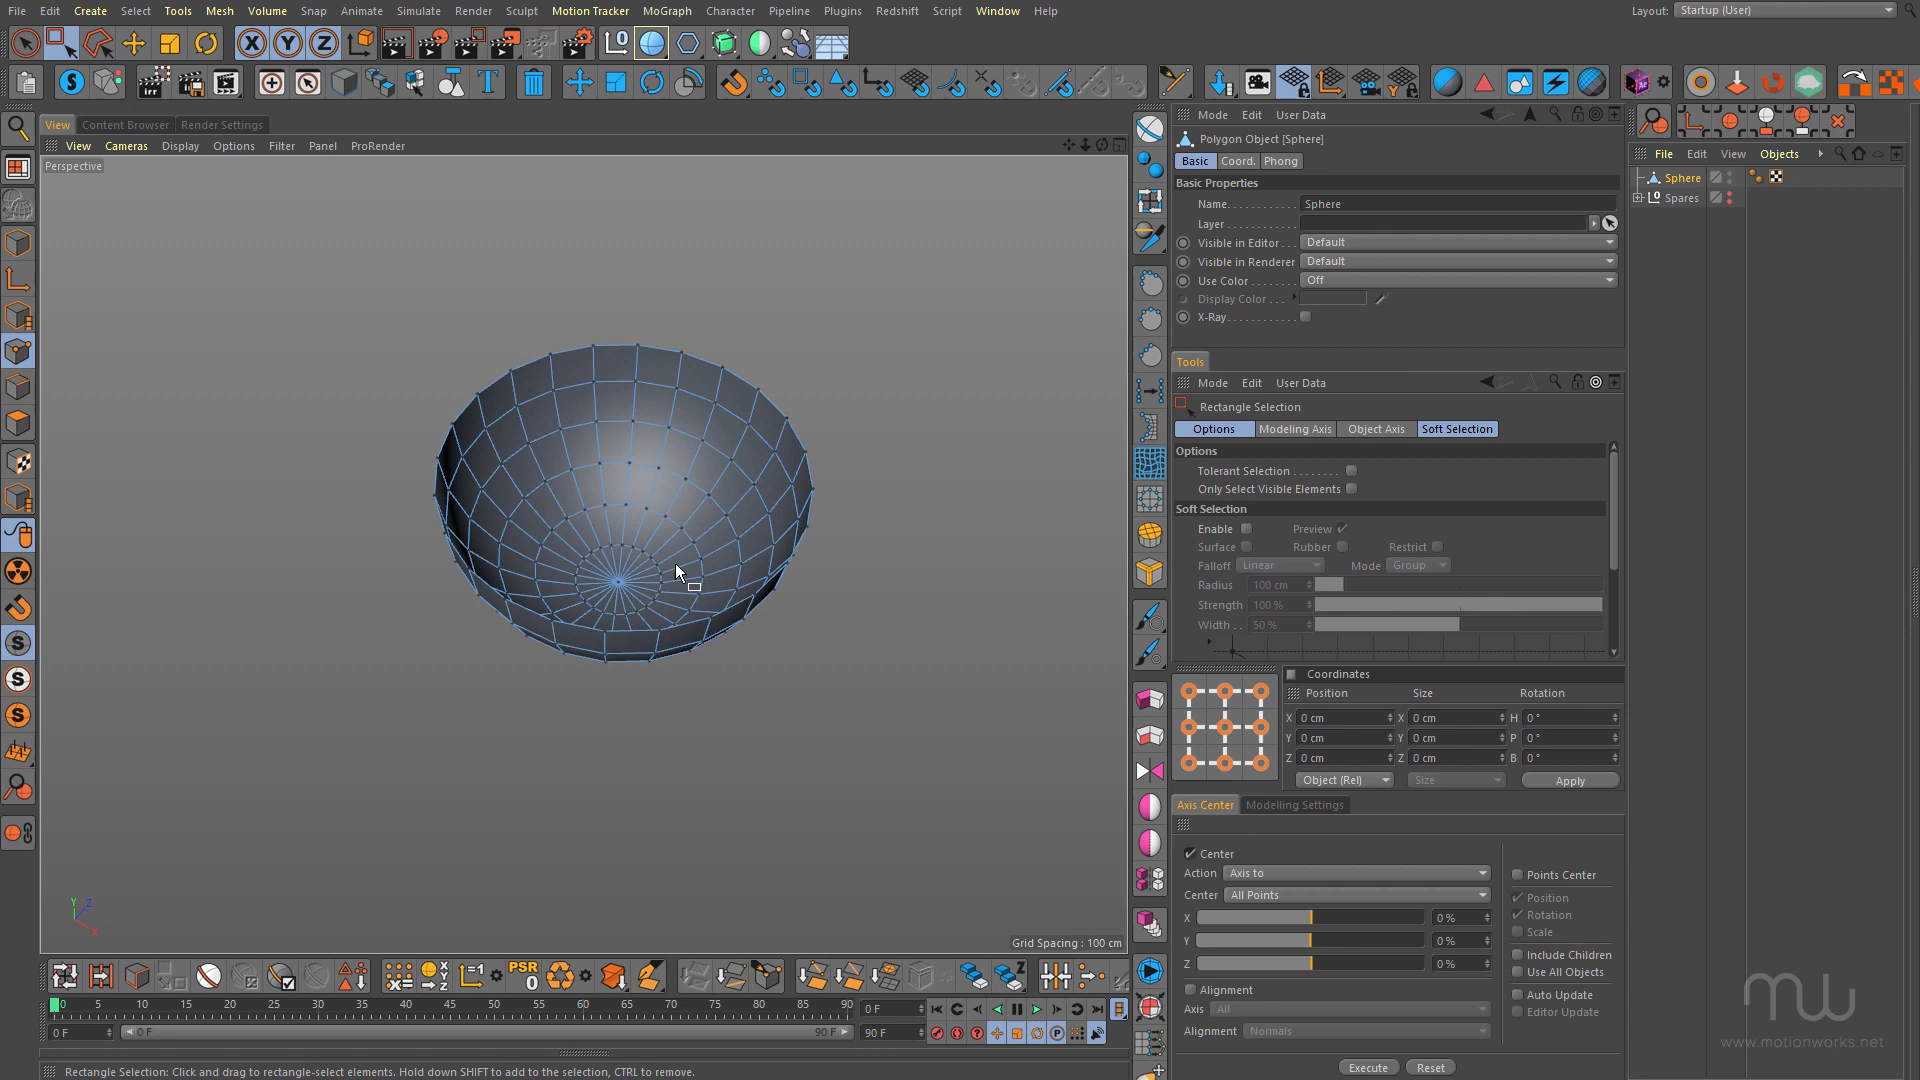 File Edit Create Select Tools Mesh Volume Snap Animate Simulate Render Sculpt Motion Tracker MoGraph Character Pipeline Plugins Redshift Script Window Help
Layout: Startup (User)
View Content Browser Render Settings
View Cameras Display Options Filter Panel ProRender
Perspective
Grid Spacing : 100 cm
Mode Edit User Data
Polygon Object [Sphere]
Basic Coord. Phong
Basic Properties
Name Sphere
Layer
Visible in Editor Default
Visible in Renderer Default
Use Color Off
Display Color
X-Ray
Tools
Mode Edit User Data
Rectangle Selection
Options Modeling Axis Object Axis Soft Selection
Options
Tolerant Selection
Only Select Visible Elements
Soft Selection
Enable Preview
Surface Rubber Restrict
Falloff Linear Mode Group
Radius 100 cm
Strength 100 %
Width 50 %
Coordinates
Position Size Rotation
X 0 cm X 0 cm H 0 °
Y 0 cm Y 0 cm P 0 °
Z 0 cm Z 0 cm B 0 °
Object (Rel) Size Apply
Axis Center Modelling Settings
Center
Action Axis to
Center All Points
X 0 %
Y 0 %
Z 0 %
Alignment
Axis All
Alignment Normals
Points Center
Position
Rotation
Scale
Include Children
Use All Objects
Auto Update
Editor Update
Execute Reset
File Edit View Objects
Sphere
Spares
PSR
0
0 5 10 15 20 25 30 35 40 45 50 55 60 65 70 75 80 85 90 0 F
0 F 0 F 90 F 90 F
Rectangle Selection: Click and drag to rectangle-select elements. Hold down SHIFT to add to the selection, CTRL to remove.
mw
www.motionworks.net